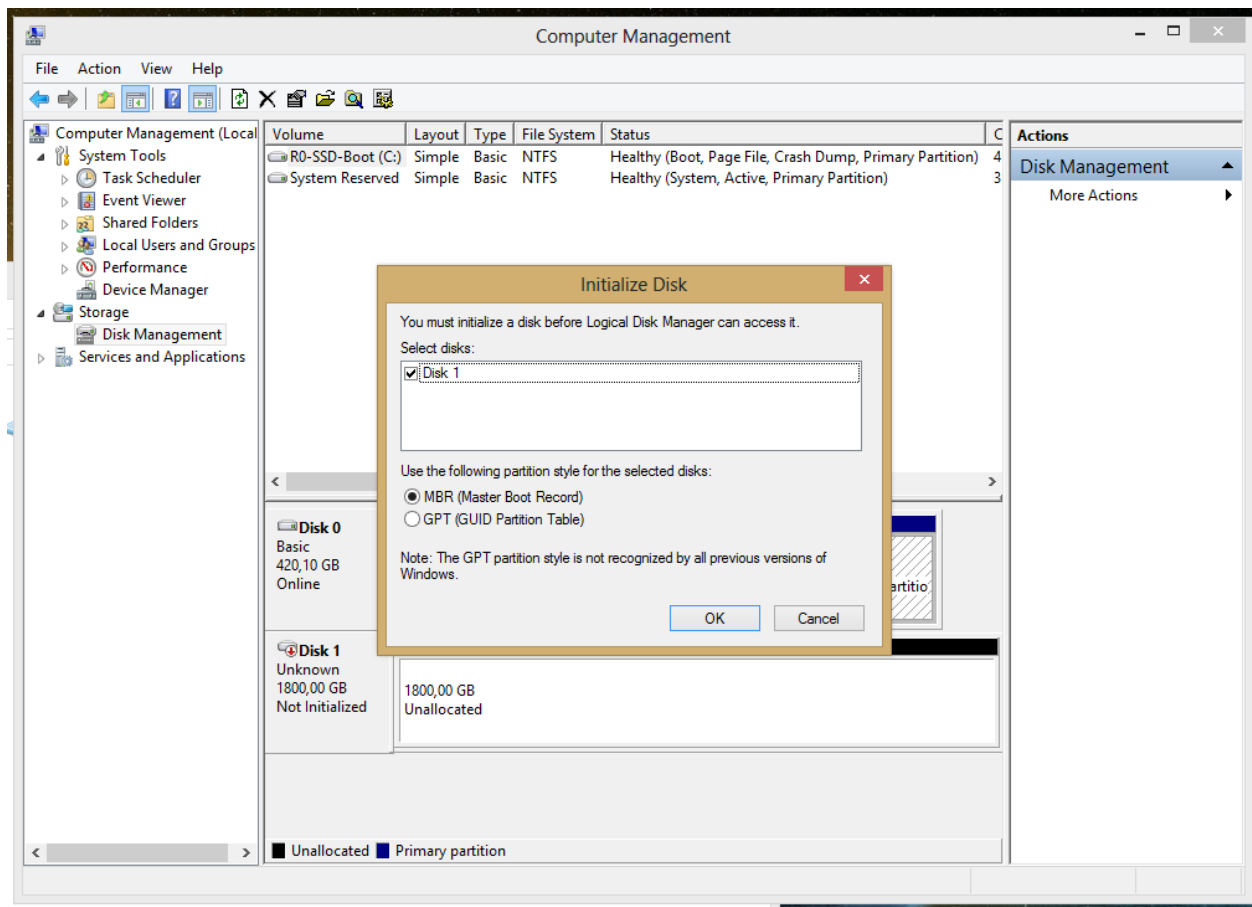 Computer Management
File Action View Help
Computer Management (Local
System Tools
Task Scheduler
Event Viewer
Shared Folders
Local Users and Groups
Performance
Device Manager
Storage
Disk Management
Services and Applications
Volume Layout Type File System Status C
R0-SSD-Boot (C:) Simple Basic NTFS Healthy (Boot, Page File, Crash Dump, Primary Partition) 4
System Reserved Simple Basic NTFS Healthy (System, Active, Primary Partition) 3
Actions
Disk Management
More Actions
Initialize Disk
You must initialize a disk before Logical Disk Manager can access it.
Select disks:
Disk 1
Use the following partition style for the selected disks:
MBR (Master Boot Record)
GPT (GUID Partition Table)
Note: The GPT partition style is not recognized by all previous versions of
Windows.
OK Cancel
Disk 0
Basic
420,10 GB
Online
artitio
Disk 1
Unknown
1800,00 GB
Not Initialized
1800,00 GB
Unallocated
Unallocated Primary partition